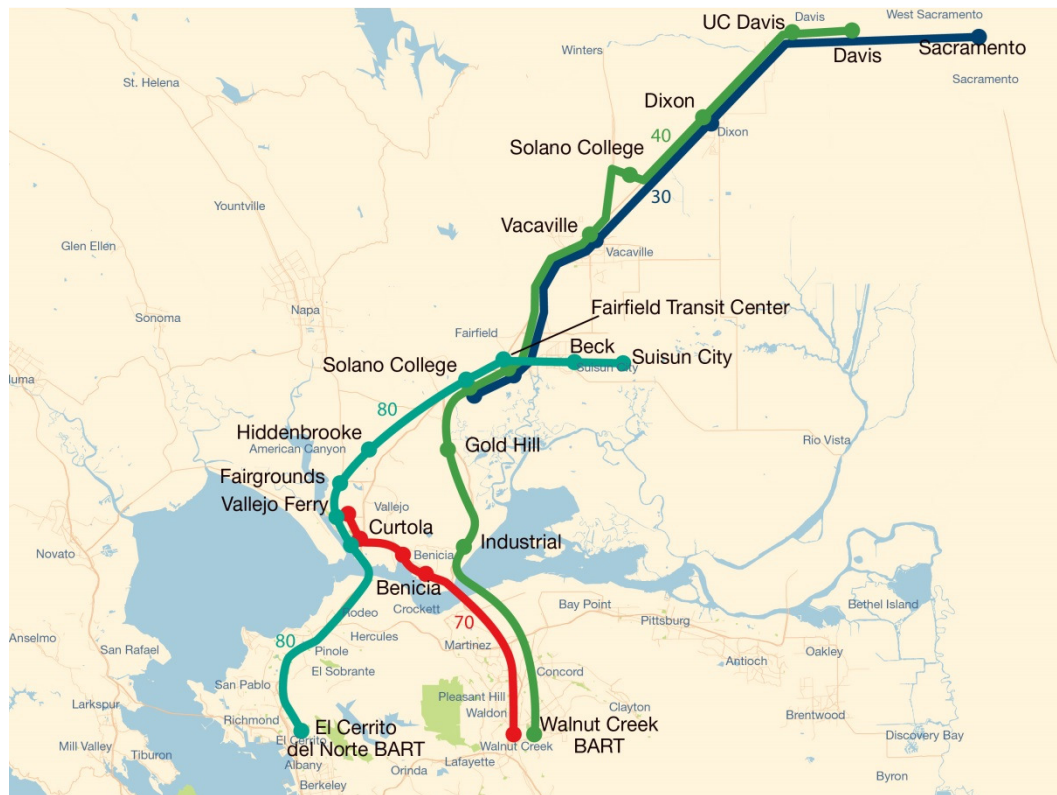 UC Davis
Davis
West Sacramento
Winters
Davis
Sacramento
St. Helena
Sacramento
Dixon
40
Dixon
Solano College
30
Yountville
Vacaville
Glen Ellen
Vacaville
Napa
Fairfield Transit Center
Sonoma
Fairfield
Beck
Suisun City
Solano College
Suisun City
luma
80
Hiddenbrooke
American Canyon
Gold Hill
Rio Vista
Fairgrounds
Vallejo Ferry
Vallejo
Curtola
Industrial
Novato
Benicia
Benicia
Rodeo
Crockett
Bay Point
Bethel Island
70
Pittsburg
Anselmo
80
Hercules
Martinez
San Rafael
Pinole
Oakley
El Sobrante
Antioch
San Pablo
Concord
Larkspur
Pleasant Hill
Clayton
Richmond
Waldon
Brentwood
El Cerrito
del Norte BART
Walnut Creek
BART
El Cerrito
Mill Valley
Tiburon
Albany
Walnut Creek
Discovery Bay
Orinda
Lafayette
Byron
Berkeley